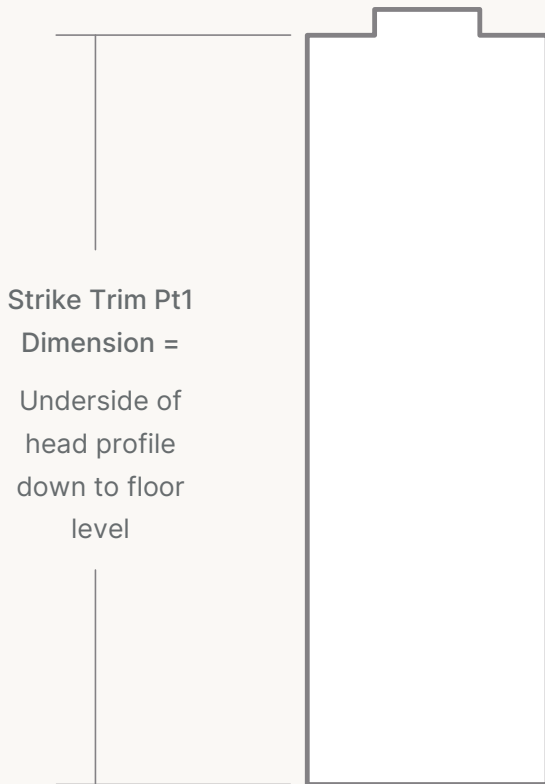 Strike Trim Pt1
Dimension =
Underside of
head profile
down to floor
level